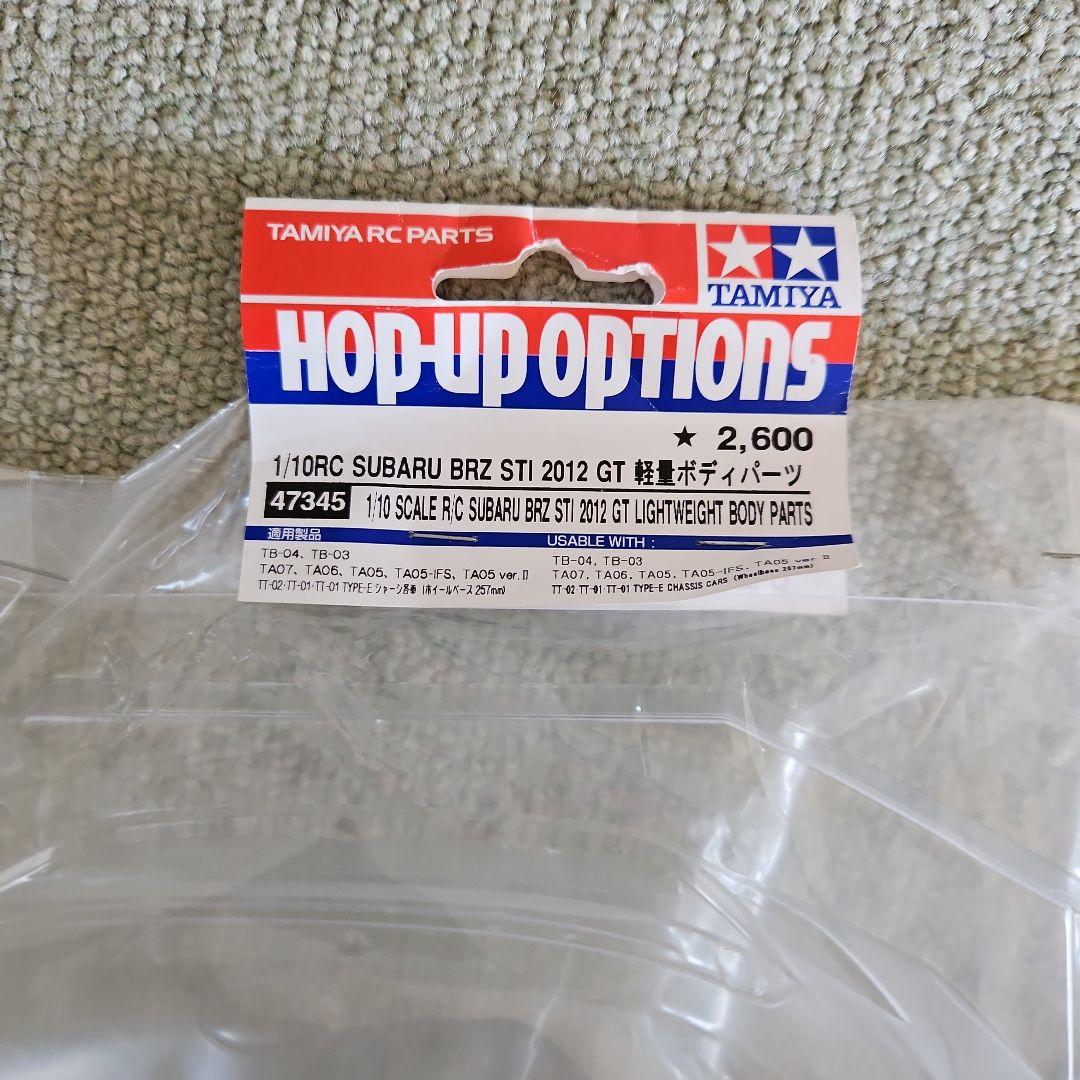 TAMIYA RC PARTS
TAMIYA
HOP-UP OPTIONS
★ 2,600
1/10RC SUBARU BRZ STI 2012 GT 軽量ボディパーツ
47345 1/10 SCALE R/C SUBARU BRZ STI 2012 GT LIGHTWEIGHT BODY PARTS
適用製品
TB-04、TB-03
TA07、TA06、TA05、TA05-IFS、TA05 ver.Ⅱ
TT-02・TT-01・TT-01 TYPE-E シャーシ各車 (ホイールベース 257mm)
USABLE WITH :
TB-04, TB-03
TA07, TA06, TA05, TA05-IFS, TA05 ver.Ⅱ
TT-02・TT-01・TT-01 TYPE-E CHASSIS CARS (Wheelbase 257mm)